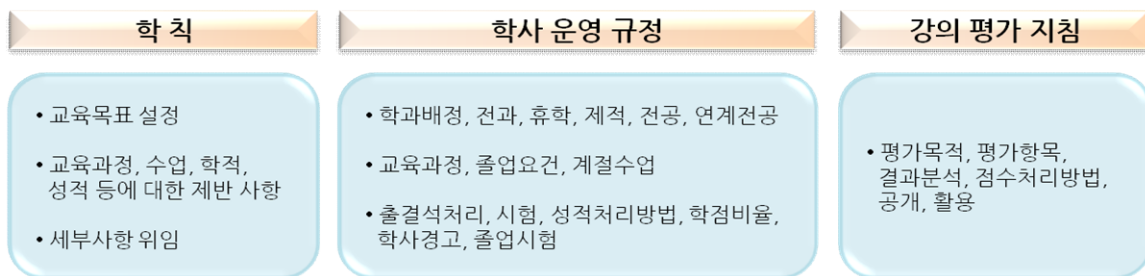 학 칙
• 교육목표 설정
• 교육과정, 수업, 학적,
성적 등에 대한 제반 사항
• 세부사항 위임
학사 운영 규정
• 학과배정, 전과, 휴학, 제적, 전공, 연계전공
• 교육과정, 졸업요건, 계절수업
• 출결석처리, 시험, 성적처리방법, 학점비율,
학사경고, 졸업시험
강의 평가 지침
• 평가목적, 평가항목,
결과분석, 점수처리방법,
공개, 활용